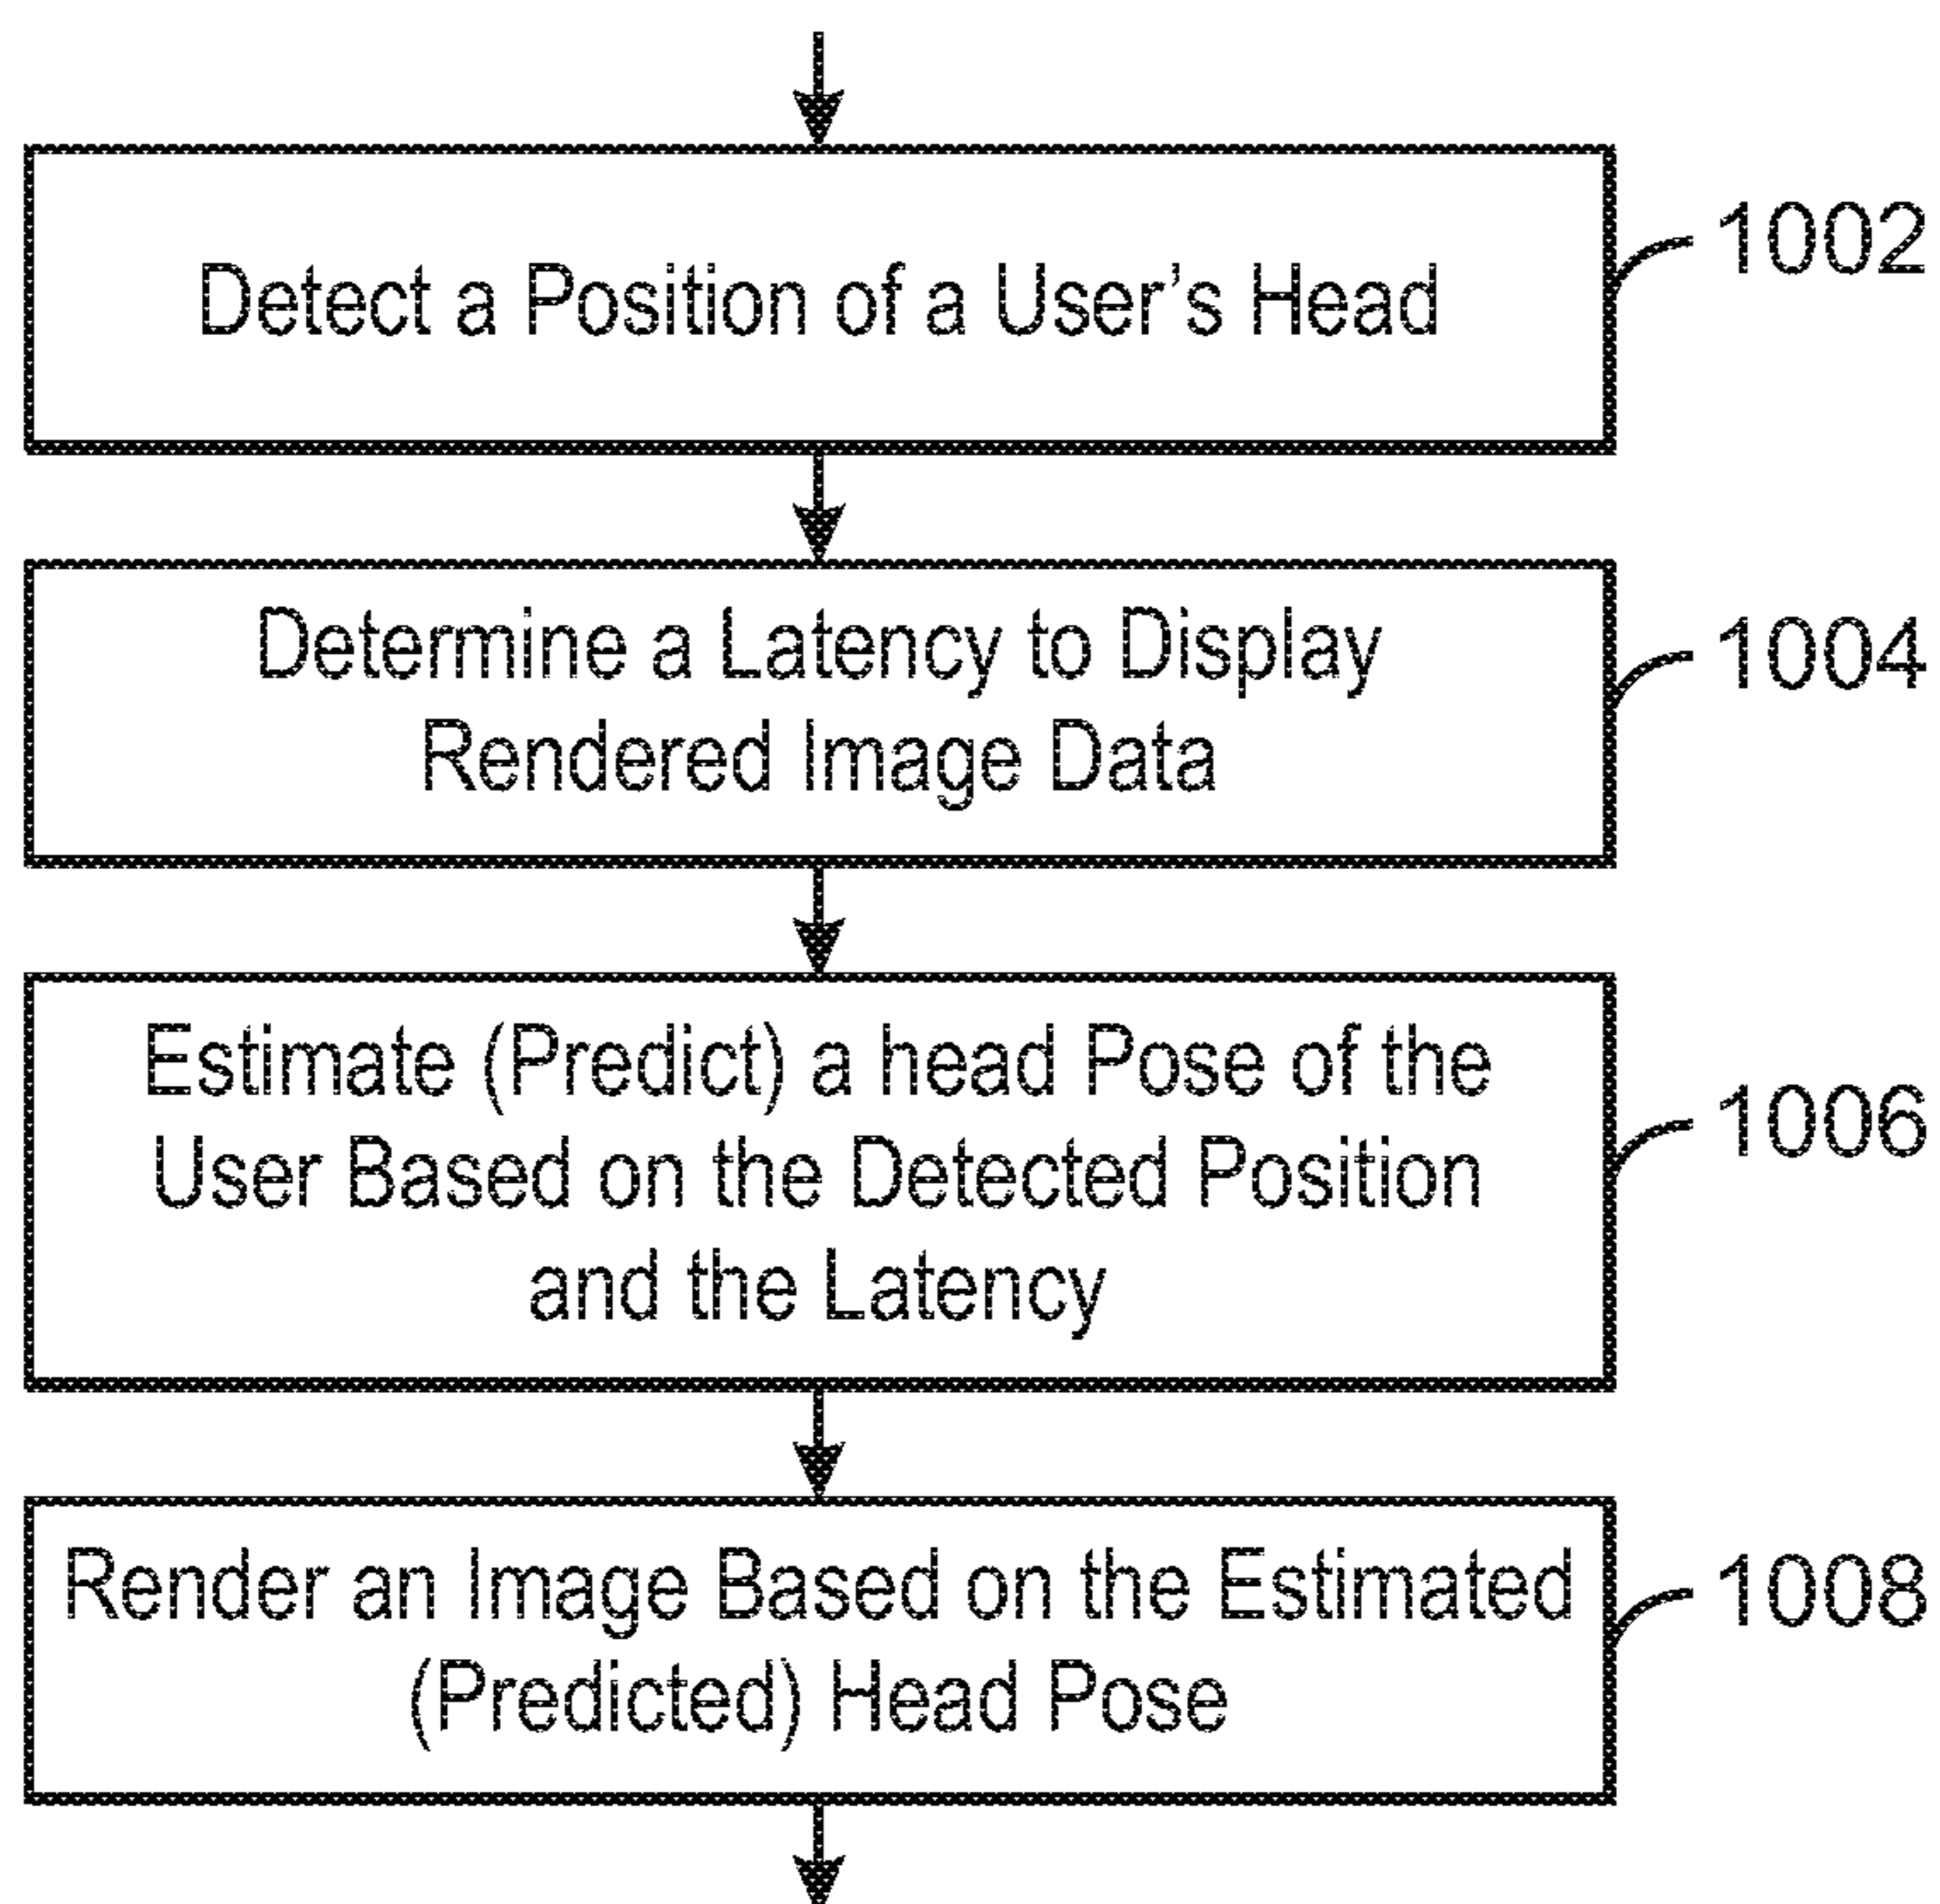 Detect a Position of a User's Head
1002
Determine a Latency to Display
Rendered Image Data
1004
Estimate (Predict) a head Pose of the
User Based on the Detected Position
and the Latency
1006
Render an Image Based on the Estimated
(Predicted) Head Pose
1008